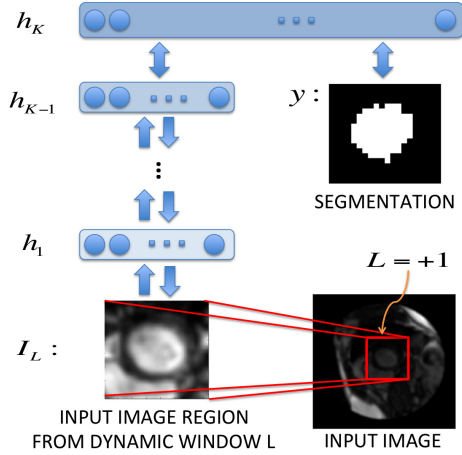 h_K
h_{K-1}
y :
SEGMENTATION
h_1
L = +1
I_L :
INPUT IMAGE REGION
FROM DYNAMIC WINDOW L
INPUT IMAGE